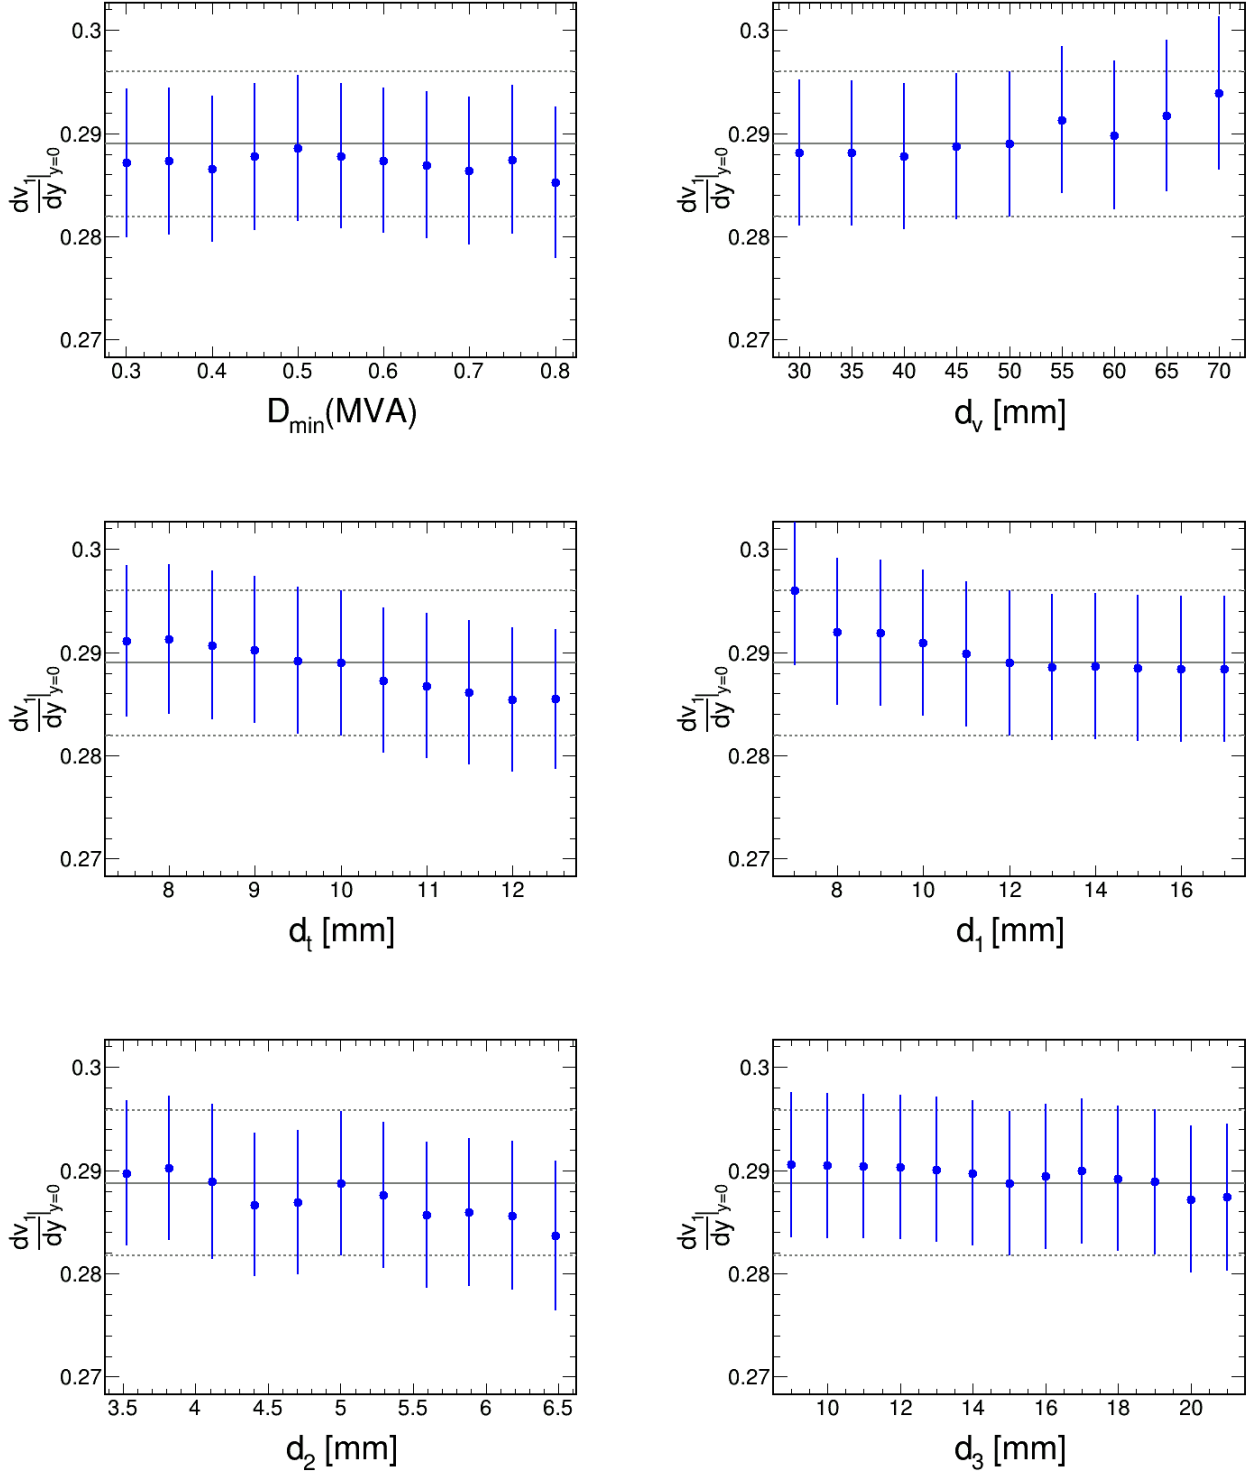 0.3
0.29
0.28
0.27
dv₁/dy|y=0
0.3 0.4 0.5 0.6 0.7 0.8
Dmin(MVA)
0.3
0.29
0.28
0.27
dv₁/dy|y=0
30 35 40 45 50 55 60 65 70
dv [mm]
0.3
0.29
0.28
0.27
dv₁/dy|y=0
8 9 10 11 12
dt [mm]
0.3
0.29
0.28
0.27
dv₁/dy|y=0
8 10 12 14 16
d1 [mm]
0.3
0.29
0.28
0.27
dv₁/dy|y=0
3.5 4 4.5 5 5.5 6 6.5
d2 [mm]
0.3
0.29
0.28
0.27
dv₁/dy|y=0
10 12 14 16 18 20
d3 [mm]